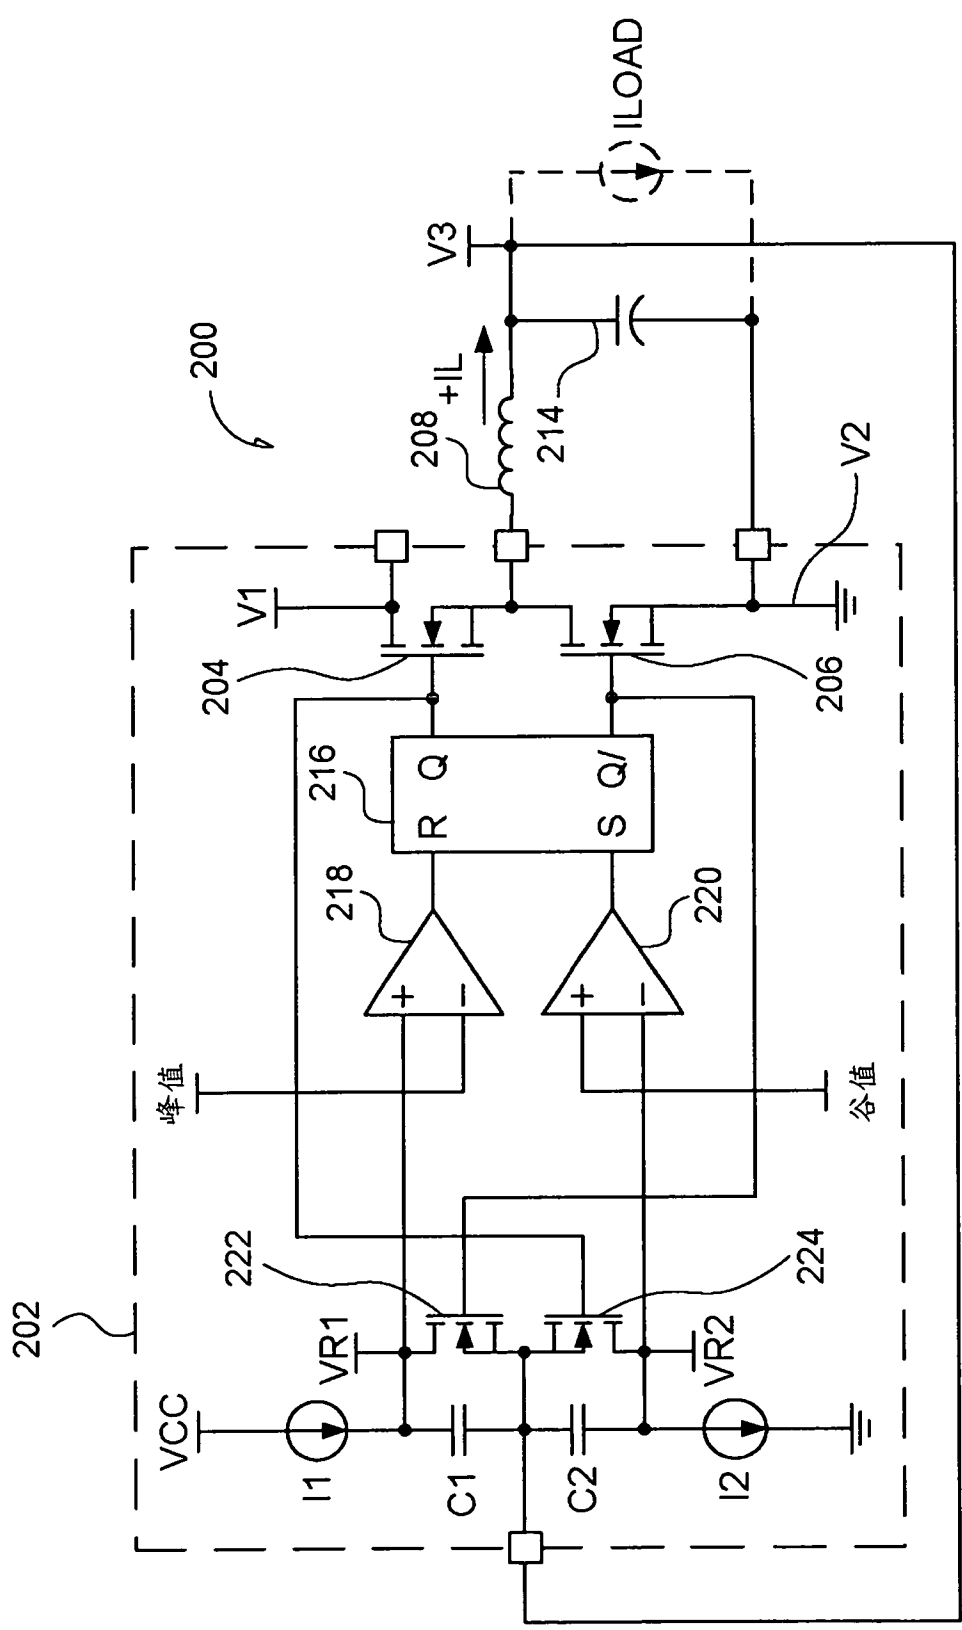 200
202
VCC
I1
VR1
222
C1
C2
I2
VR2
224
峰值
谷值
218
220
216
R
Q
S
Q/
204
206
V1
V2
208
+IL
214
V3
ILOAD
+
−
+
−